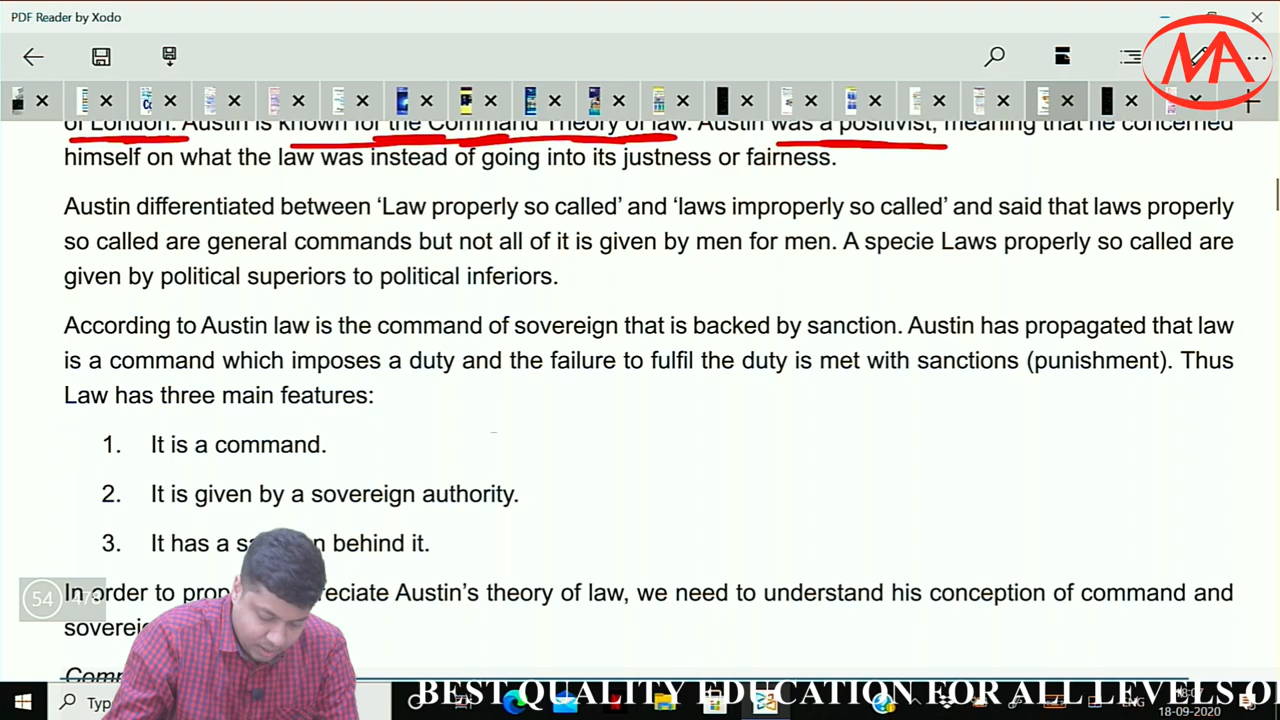 PDF Reader by Xodo
MA
of London. Austin is known for the Command Theory of law. Austin was a positivist, meaning that he concerned
himself on what the law was instead of going into its justness or fairness.
Austin differentiated between ‘Law properly so called’ and ‘laws improperly so called’ and said that laws properly
so called are general commands but not all of it is given by men for men. A specie Laws properly so called are
given by political superiors to political inferiors.
According to Austin law is the command of sovereign that is backed by sanction. Austin has propagated that law
is a command which imposes a duty and the failure to fulfil the duty is met with sanctions (punishment). Thus
Law has three main features:
1. It is a command.
2. It is given by a sovereign authority.
3. It has a behind it.
In order to Austin’s theory of law, we need to understand his conception of command and
54
BEST QUALITY EDUCATION FOR ALL LEVELS O
ENG
18:07
18-09-2020